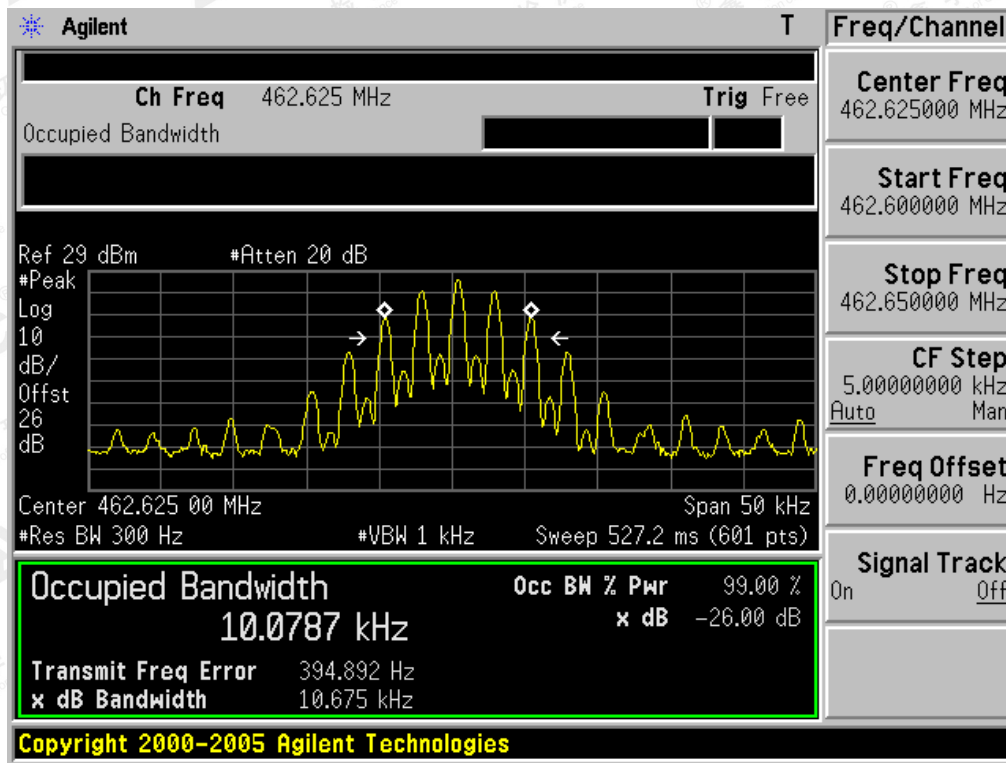 Agilent T
Freq/Channel
Ch Freq 462.625 MHz Trig Free
Occupied Bandwidth
Ref 29 dBm #Atten 20 dB
#Peak
Log
10
dB/
Offst
26
dB
Center 462.625 00 MHz Span 50 kHz
#Res BW 300 Hz #VBW 1 kHz Sweep 527.2 ms (601 pts)
Occupied Bandwidth Occ BW % Pwr 99.00 %
10.0787 kHz x dB -26.00 dB
Transmit Freq Error 394.892 Hz
x dB Bandwidth 10.675 kHz
Copyright 2000-2005 Agilent Technologies
Center Freq
462.625000 MHz
Start Freq
462.600000 MHz
Stop Freq
462.650000 MHz
CF Step
5.00000000 kHz
Auto Man
Freq Offset
0.00000000 Hz
Signal Track
On Off